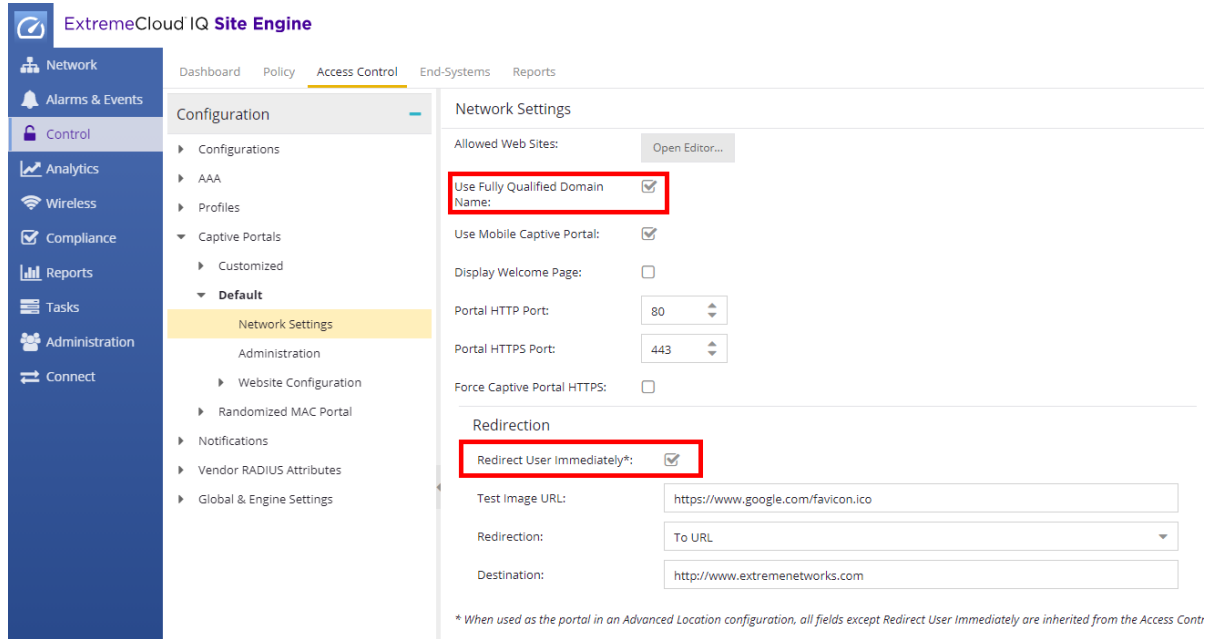 ExtremeCloud IQ Site Engine
Network
Alarms & Events
Control
Analytics
Wireless
Compliance
Reports
Tasks
Administration
Connect
Dashboard Policy Access Control End-Systems Reports
Configuration
Configurations
AAA
Profiles
Captive Portals
Customized
Default
Network Settings
Administration
Website Configuration
Randomized MAC Portal
Notifications
Vendor RADIUS Attributes
Global & Engine Settings
Network Settings
Allowed Web Sites: Open Editor...
Use Fully Qualified Domain
Name:
Use Mobile Captive Portal:
Display Welcome Page:
Portal HTTP Port: 80
Portal HTTPS Port: 443
Force Captive Portal HTTPS:
Redirection
Redirect User Immediately*:
Test Image URL: https://www.google.com/favicon.ico
Redirection: To URL
Destination: http://www.extremenetworks.com
* When used as the portal in an Advanced Location configuration, all fields except Redirect User Immediately are inherited from the Access Contr